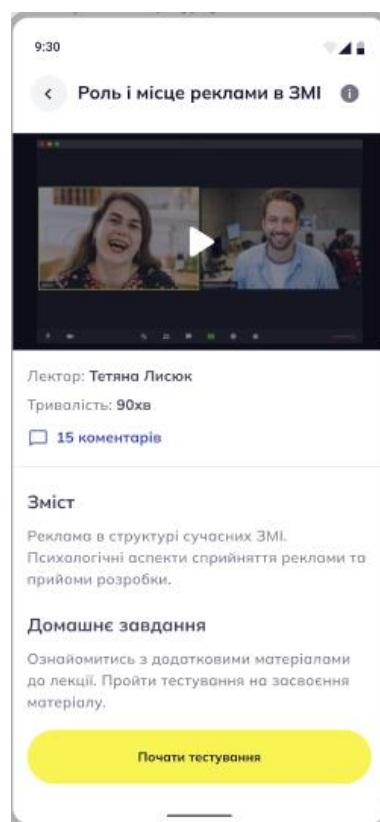 9:30
Роль і місце реклами в ЗМІ
Лектор: Тетяна Лисюк
Тривалість: 90хв
15 коментарів
Зміст
Реклама в структурі сучасних ЗМІ.
Психологічні аспекти сприйняття реклами та
прийоми розробки.
Домашнє завдання
Ознайомитись з додатковими матеріалами
до лекції. Пройти тестування на засвоєння
матеріалу.
Почати тестування